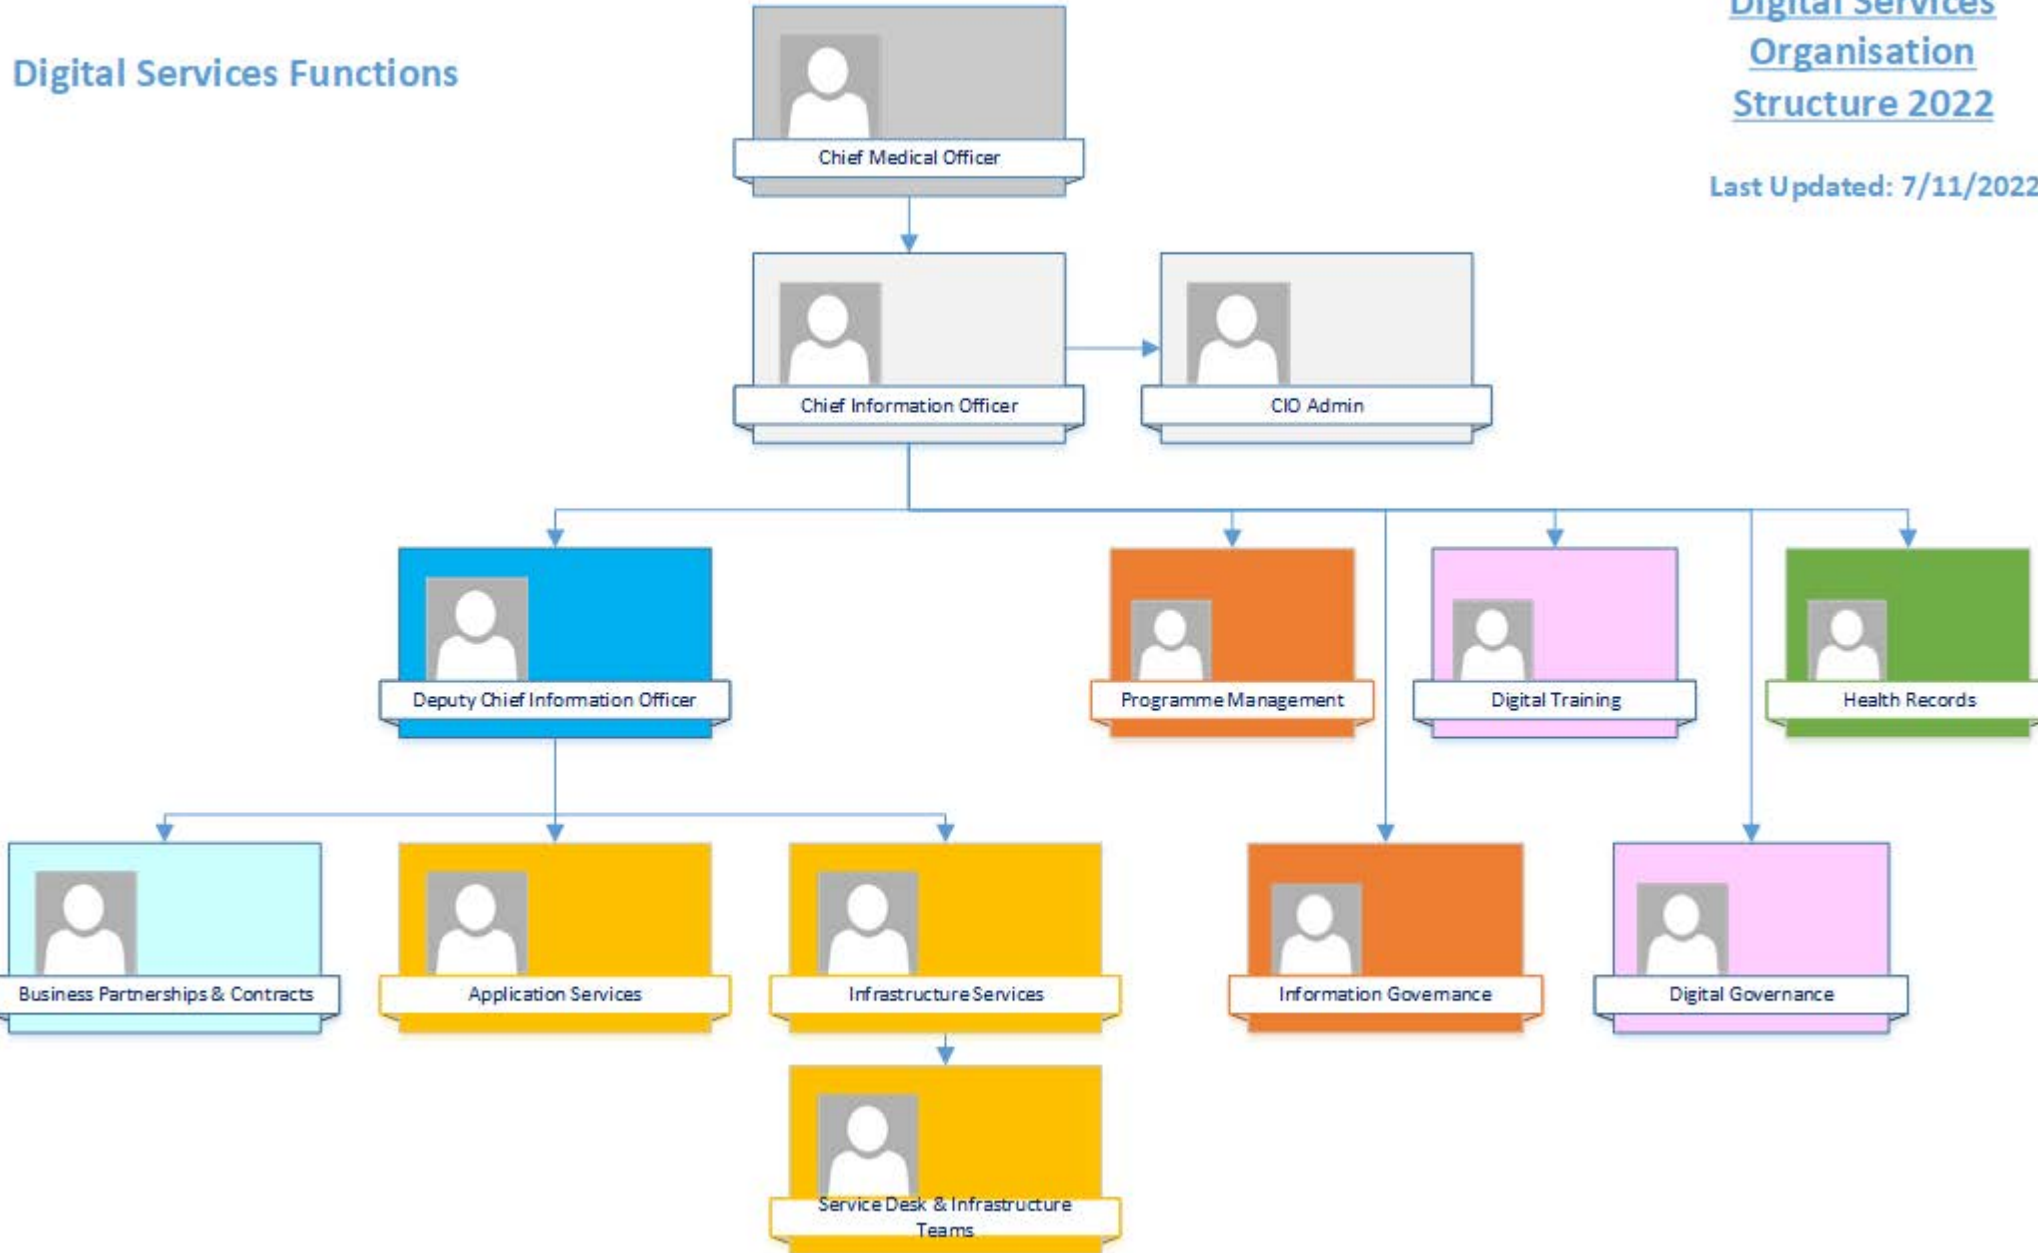 Digital Services Functions
Digital Services
Organisation
Structure 2022
Last Updated: 7/11/2022
Chief Medical Officer
Chief Information Officer
CIO Admin
Deputy Chief Information Officer
Programme Management
Digital Training
Health Records
Business Partnerships & Contracts
Application Services
Infrastructure Services
Information Governance
Digital Governance
Service Desk & Infrastructure
Teams